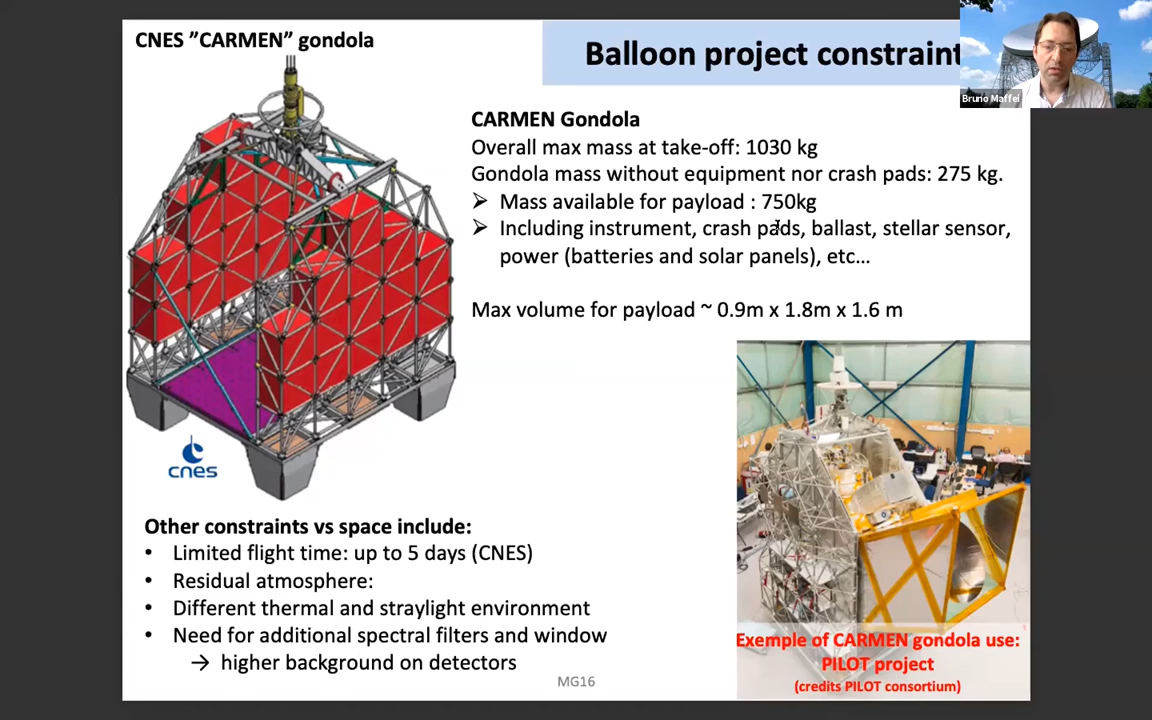 CNES ”CARMEN” gondola
Balloon project constraint
Bruno Maffei
CARMEN Gondola
Overall max mass at take-off: 1030 kg
Gondola mass without equipment nor crash pads: 275 kg.
➢ Mass available for payload : 750kg
➢ Including instrument, crash pads, ballast, stellar sensor,
power (batteries and solar panels), etc…
Max volume for payload ~ 0.9m x 1.8m x 1.6 m
cnes
Other constraints vs space include:
• Limited flight time: up to 5 days (CNES)
• Residual atmosphere:
• Different thermal and straylight environment
• Need for additional spectral filters and window
→ higher background on detectors
Exemple of CARMEN gondola use:
PILOT project
(credits PILOT consortium)
MG16